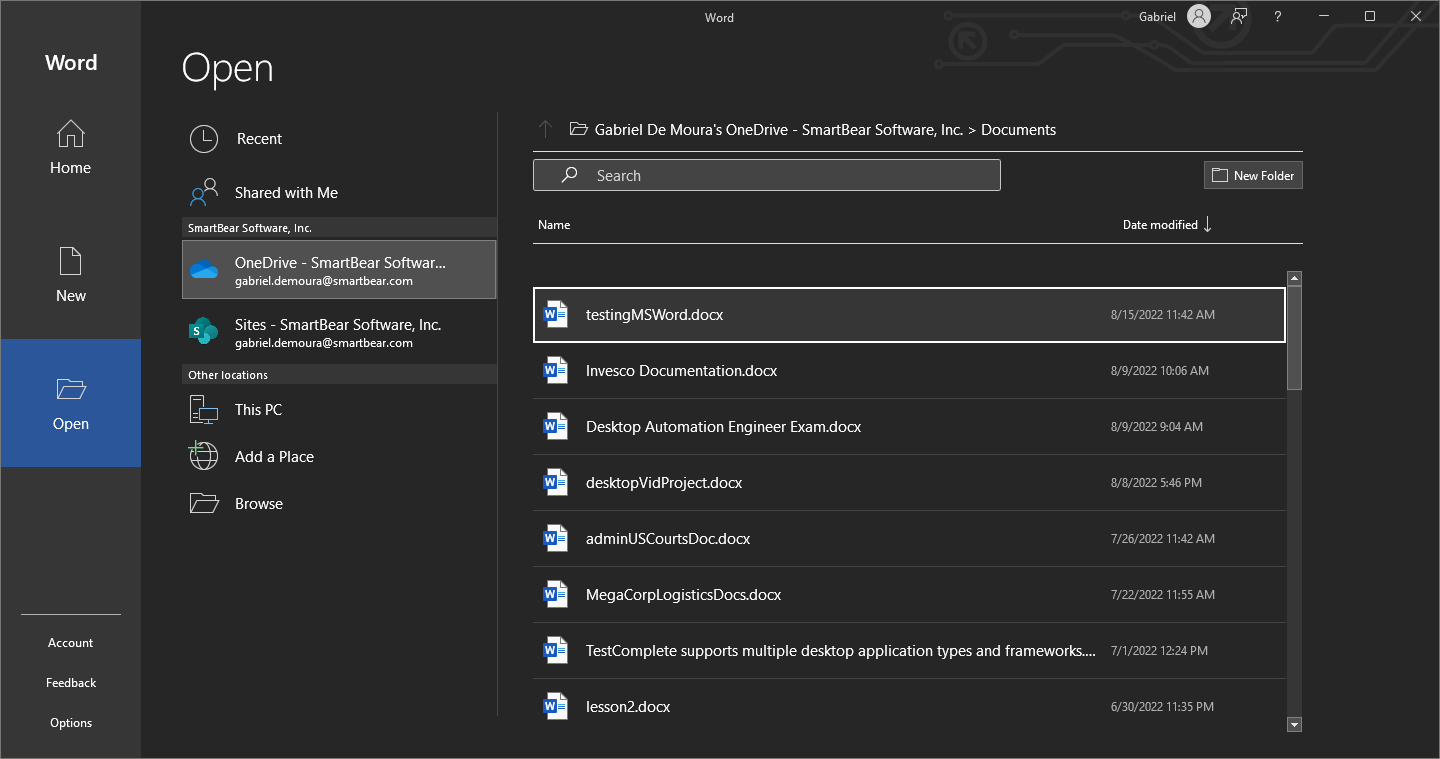 Word
Gabriel
?
Word
Home
New
Open
Account
Feedback
Options
Open
Recent
Shared with Me
SmartBear Software, Inc.
OneDrive - SmartBear Softwar...
gabriel.demoura@smartbear.com
Sites - SmartBear Software, Inc.
gabriel.demoura@smartbear.com
Other locations
This PC
Add a Place
Browse
Gabriel De Moura's OneDrive - SmartBear Software, Inc. > Documents
Search
New Folder
Name Date modified
testingMSWord.docx 8/15/2022 11:42 AM
Invesco Documentation.docx 8/9/2022 10:06 AM
Desktop Automation Engineer Exam.docx 8/9/2022 9:04 AM
desktopVidProject.docx 8/8/2022 5:46 PM
adminUSCourtsDoc.docx 7/26/2022 11:42 AM
MegaCorpLogisticsDocs.docx 7/22/2022 11:55 AM
TestComplete supports multiple desktop application types and frameworks.... 7/1/2022 12:24 PM
lesson2.docx 6/30/2022 11:35 PM